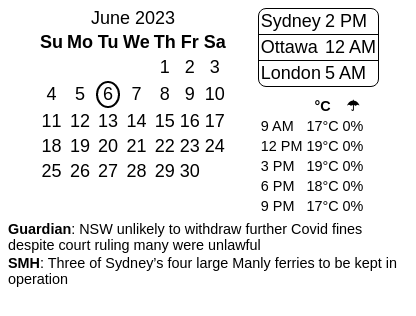 June 2023
Su Mo Tu We Th Fr Sa
1 2 3
4 5 6 7 8 9 10
11 12 13 14 15 16 17
18 19 20 21 22 23 24
25 26 27 28 29 30
Sydney 2 PM
Ottawa 12 AM
London 5 AM
°C ☂
9 AM 17°C 0%
12 PM 19°C 0%
3 PM 19°C 0%
6 PM 18°C 0%
9 PM 17°C 0%
Guardian: NSW unlikely to withdraw further Covid fines
despite court ruling many were unlawful
SMH: Three of Sydney’s four large Manly ferries to be kept in
operation